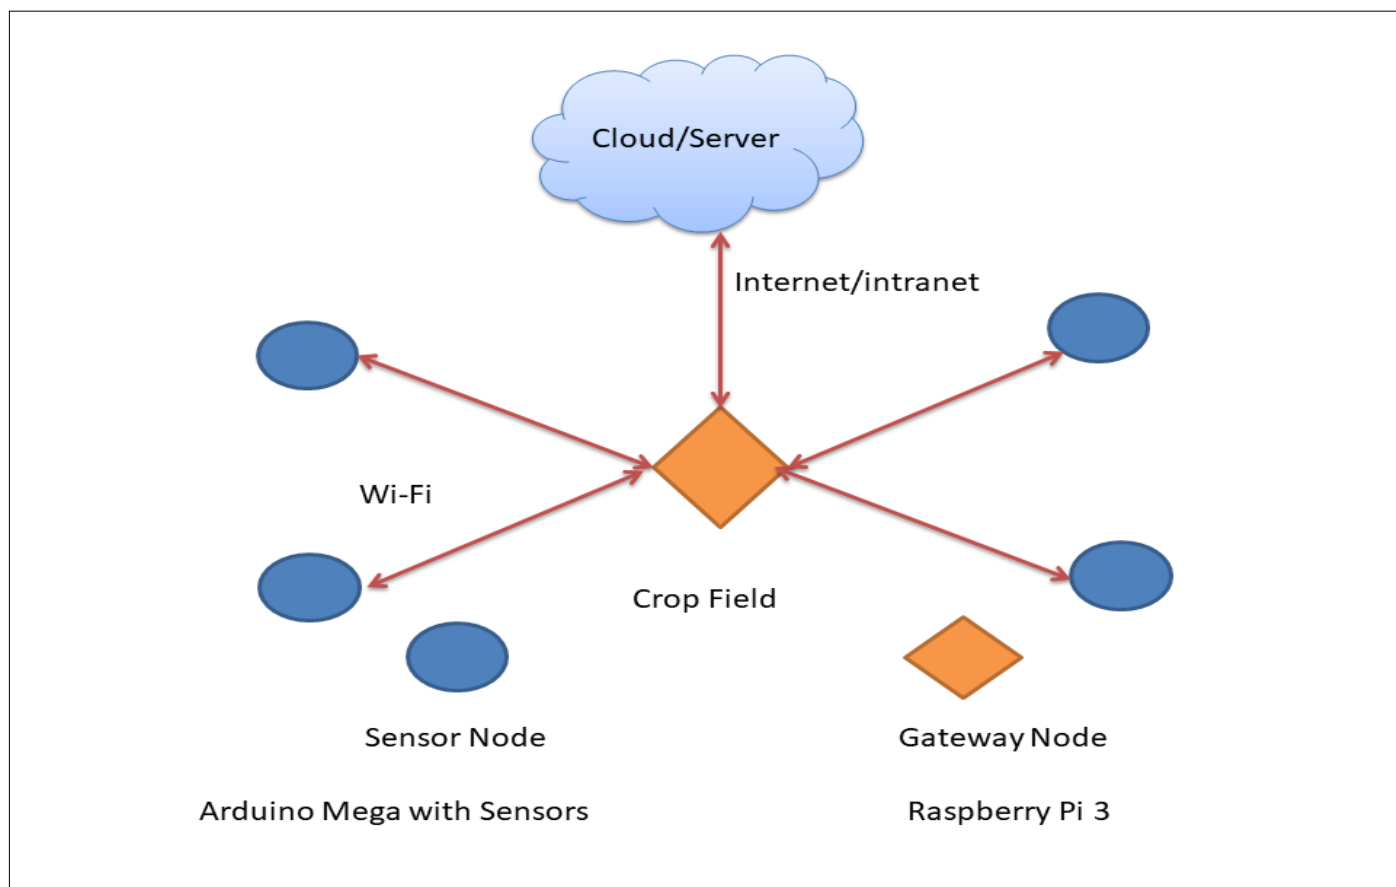 Cloud/Server
Internet/intranet
Wi-Fi
Crop Field
Sensor Node
Gateway Node
Arduino Mega with Sensors
Raspberry Pi 3